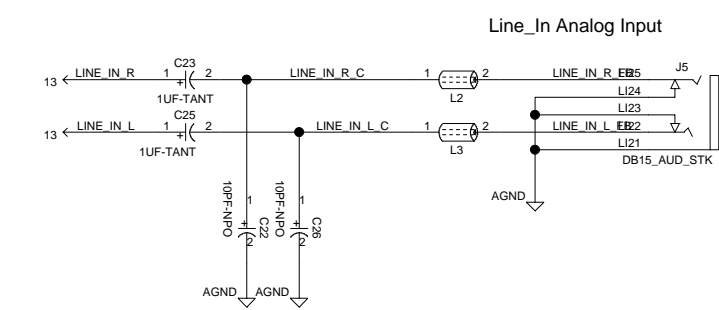 Line_In Analog Input
C23
J5
13 LINE_IN_R 1 + 2 LINE_IN_R_C 1 2 LINE_IN_R_FB LI25
1UF-TANT L2 LI24
C25 LI23
13 LINE_IN_L 1 + 2 LINE_IN_L_C 1 2 LINE_IN_L_FB LI22
1UF-TANT L3 LI21
DB15_AUD_STK
10PF-NPO 1 + 2 C22
10PF-NPO 1 + 2 C26
AGND
AGND AGND